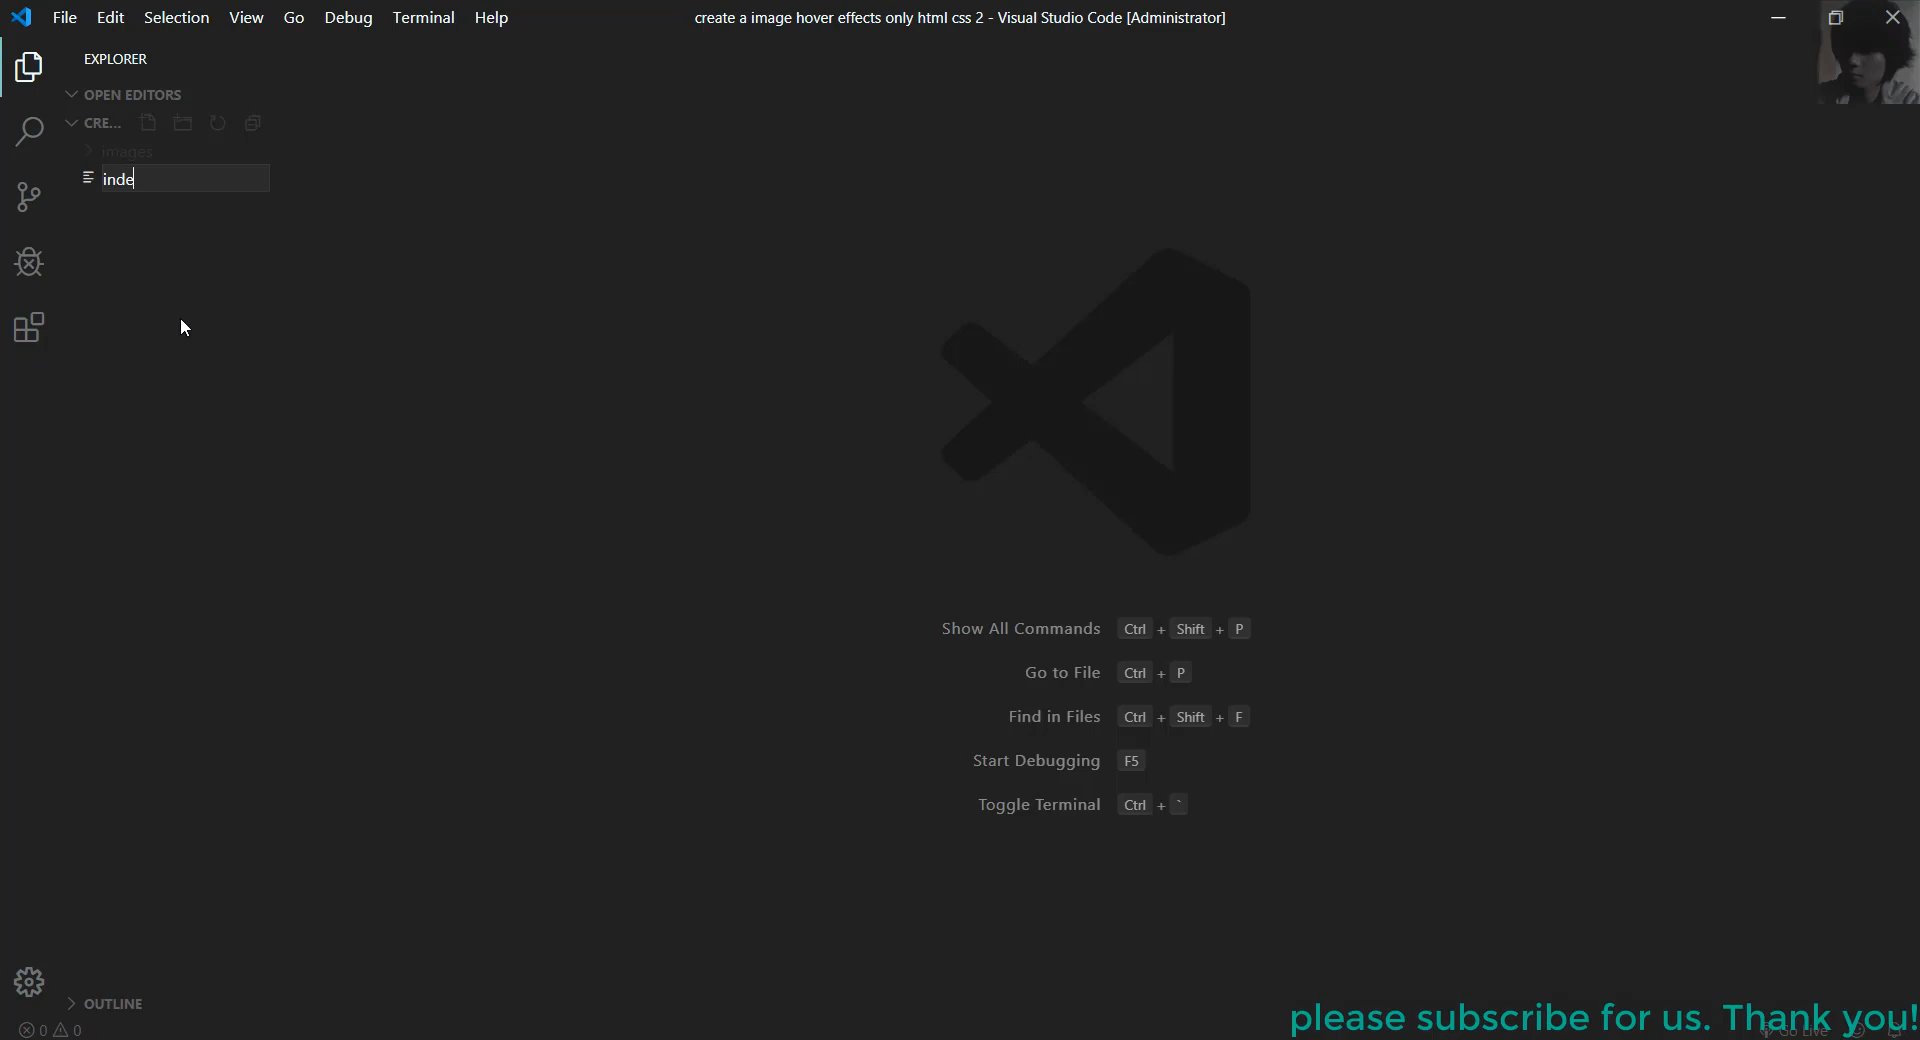 File Edit Selection View Go Debug Terminal Help
create a image hover effects only html css 2 - Visual Studio Code [Administrator]
EXPLORER
OPEN EDITORS
CRE...
images
inde
Show All Commands Ctrl + Shift + P
Go to File Ctrl + P
Find in Files Ctrl + Shift + F
Start Debugging F5
Toggle Terminal Ctrl + `
OUTLINE
0 0
Go Live
please subscribe for us. Thank you!